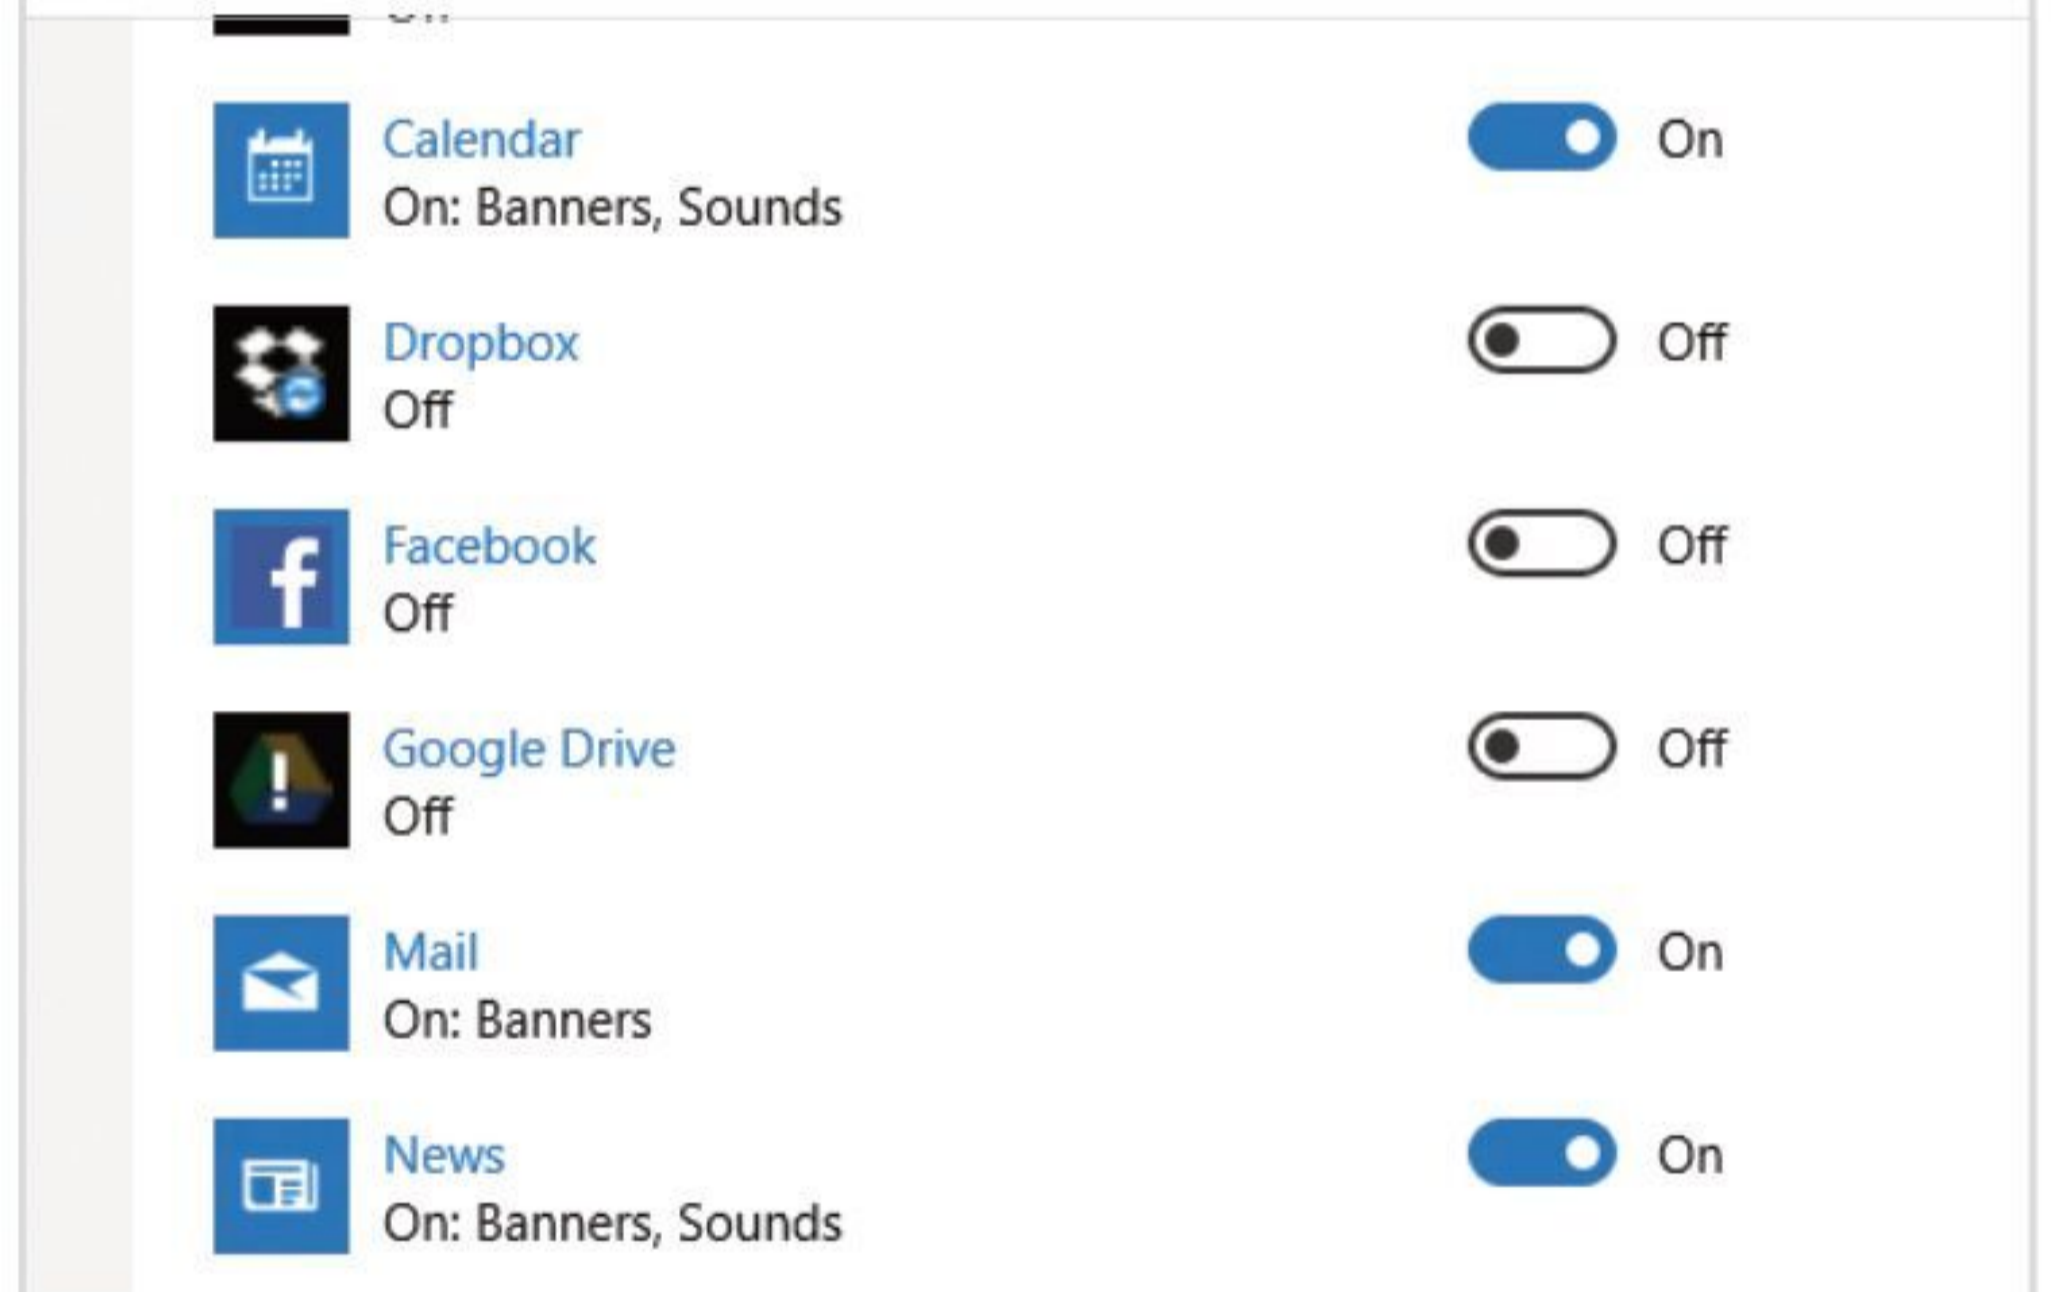 Calendar
On
On: Banners, Sounds
Dropbox
Off
Off
Facebook
Off
Off
Google Drive
Off
Off
Mail
On
On: Banners
News
On
On: Banners, Sounds